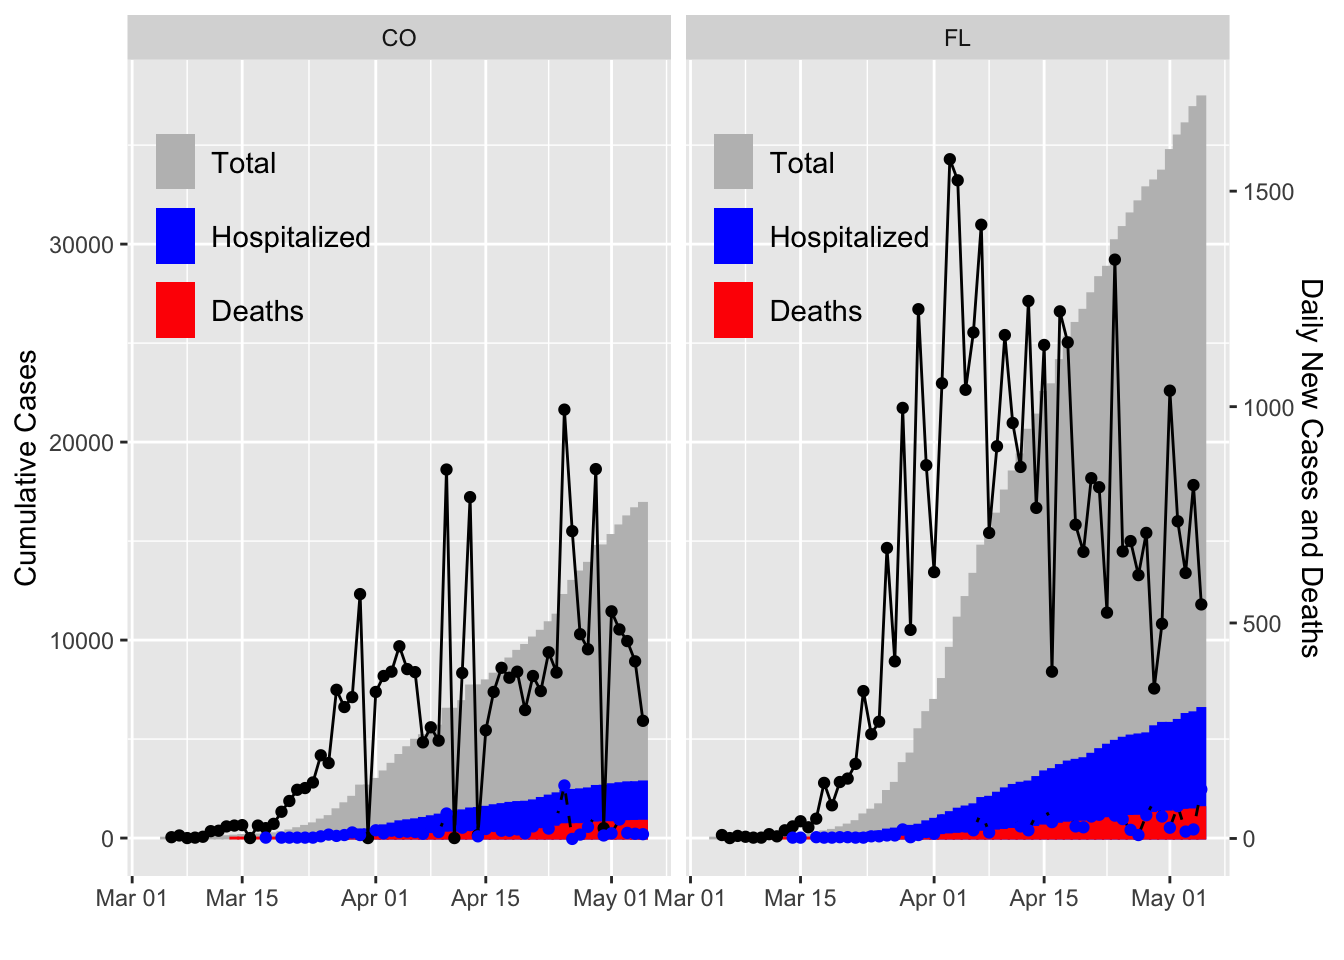 CO
FL
Total
Hospitalized
Deaths
Total
Hospitalized
Deaths
Cumulative Cases
30000
20000
10000
0
1500
1000
500
0
Daily New Cases and Deaths
Mar 01
Mar 15
Apr 01
Apr 15
May 01
Mar 01
Mar 15
Apr 01
Apr 15
May 01